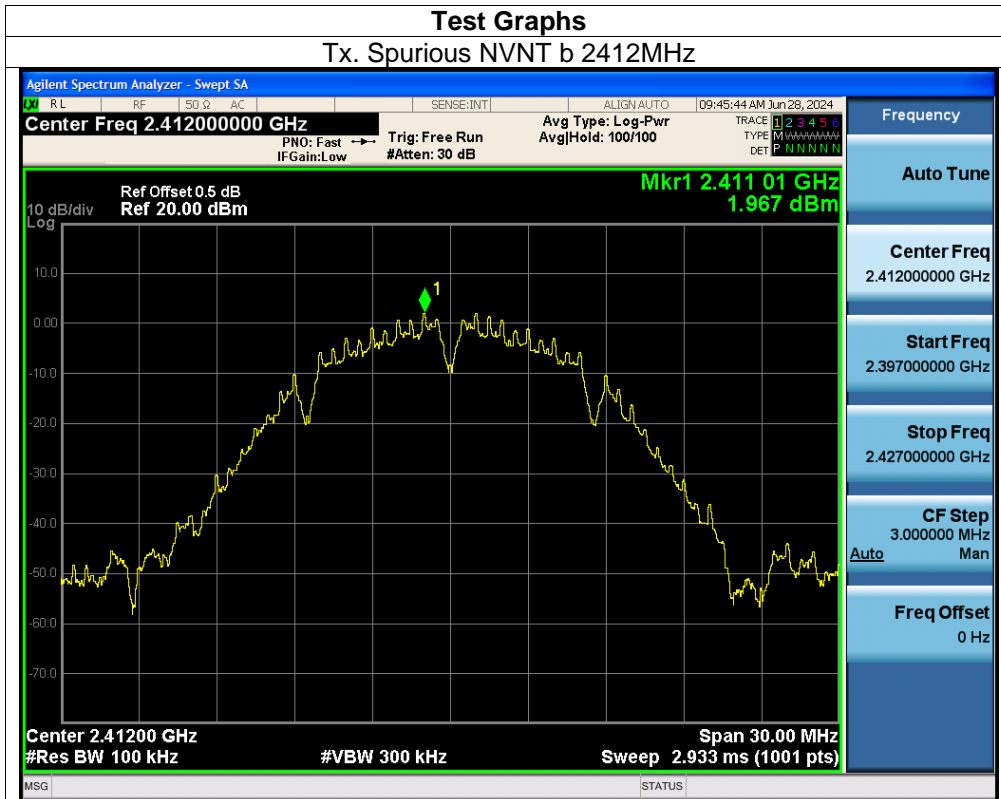 Test Graphs
Tx. Spurious NVNT b 2412MHz
Agilent Spectrum Analyzer - Swept SA
LXI RL RF 50 Ω AC SENSE:INT ALIGN AUTO 09:45:44 AM Jun 28, 2024
Center Freq 2.412000000 GHz
PNO: Fast
IFGain:Low
Trig: Free Run
#Atten: 30 dB
Avg Type: Log-Pwr
Avg|Hold: 100/100
TRACE 1 2 3 4 5 6
TYPE M
DET P N N N N N
Frequency
Auto Tune
Center Freq
2.412000000 GHz
Start Freq
2.397000000 GHz
Stop Freq
2.427000000 GHz
CF Step
3.000000 MHz
Auto Man
Freq Offset
0 Hz
Mkr1 2.411 01 GHz
1.967 dBm
Ref Offset 0.5 dB
10 dB/div Ref 20.00 dBm
Log
1
10.0
0.00
-10.0
-20.0
-30.0
-40.0
-50.0
-60.0
-70.0
Center 2.41200 GHz Span 30.00 MHz
#Res BW 100 kHz #VBW 300 kHz Sweep 2.933 ms (1001 pts)
MSG STATUS